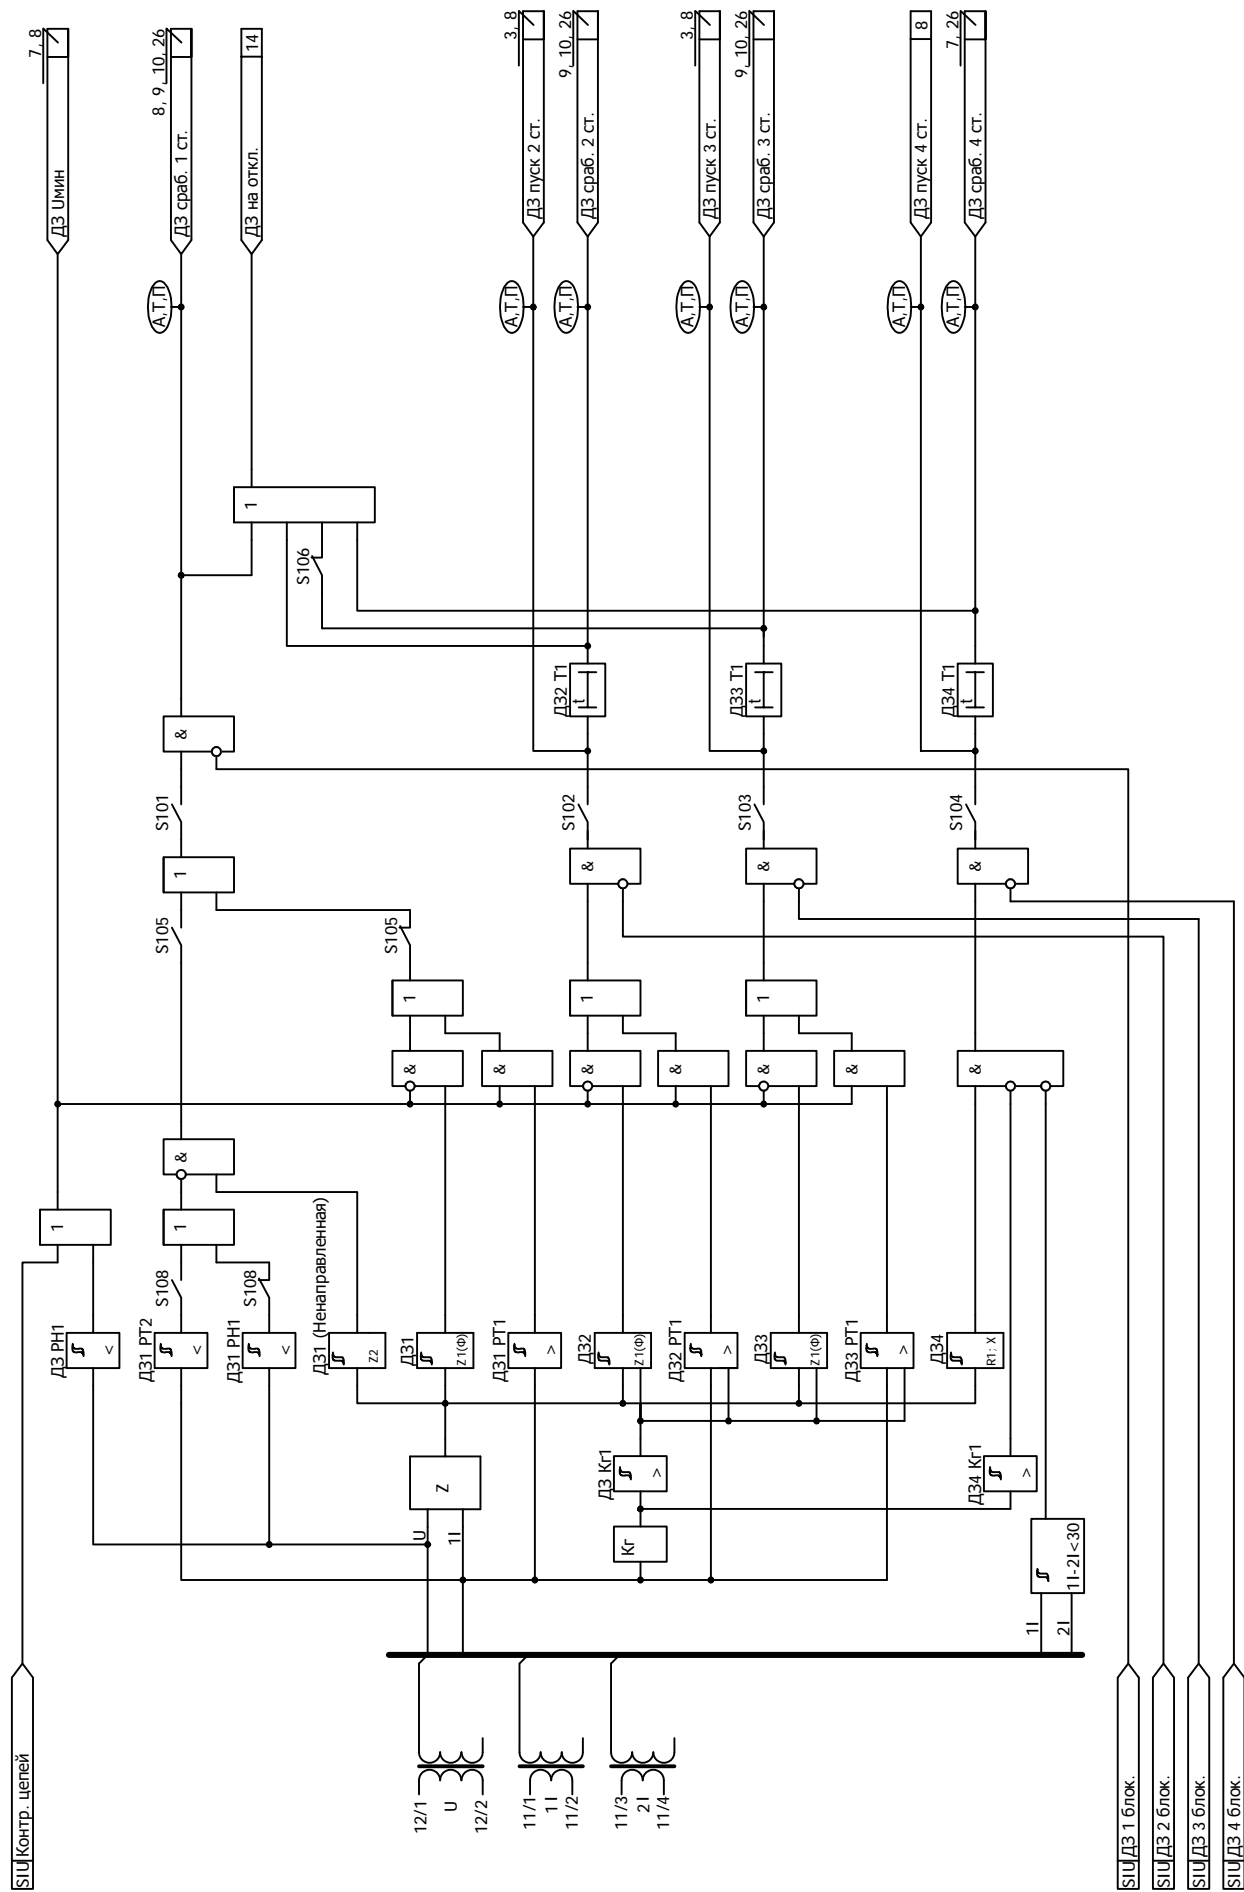 SIU Контр. цепей
ДЗ Uмин
7, 8
ДЗ РН1
<
1
ДЗ1 РТ2
<
S108
ДЗ1 РН1
<
S108
1
&
S105
1
S101
&
А,Т,П
ДЗ сраб. 1 ст.
8, 9, 10, 26
1
S106
ДЗ на откл.
14
ДЗ1 (Ненаправленная)
Z2
12/1
U
12/2
U
1I
Z
ДЗ1
Z1(Ф)
ДЗ1 РТ1
>
&
&
1
S105
11/1
1I
11/2
ДЗ2
Z1(Ф)
ДЗ2 РТ1
>
&
&
1
&
S102
ДЗ2 Т1
t
А,Т,П
ДЗ пуск 2 ст.
3, 8
А,Т,П
ДЗ сраб. 2 ст.
9, 10, 26
11/3
2I
11/4
Кг
ДЗ Кг1
>
ДЗ3
Z1(Ф)
ДЗ3 РТ1
>
&
&
1
&
S103
ДЗ3 Т1
t
А,Т,П
ДЗ пуск 3 ст.
3, 8
А,Т,П
ДЗ сраб. 3 ст.
9, 10, 26
ДЗ4
R1; X
&
&
S104
ДЗ4 Т1
t
А,Т,П
ДЗ пуск 4 ст.
8
А,Т,П
ДЗ сраб. 4 ст.
7, 26
ДЗ4 Кг1
>
1I
2I
1I-2I<30
SIU ДЗ 1 блок.
SIU ДЗ 2 блок.
SIU ДЗ 3 блок.
SIU ДЗ 4 блок.